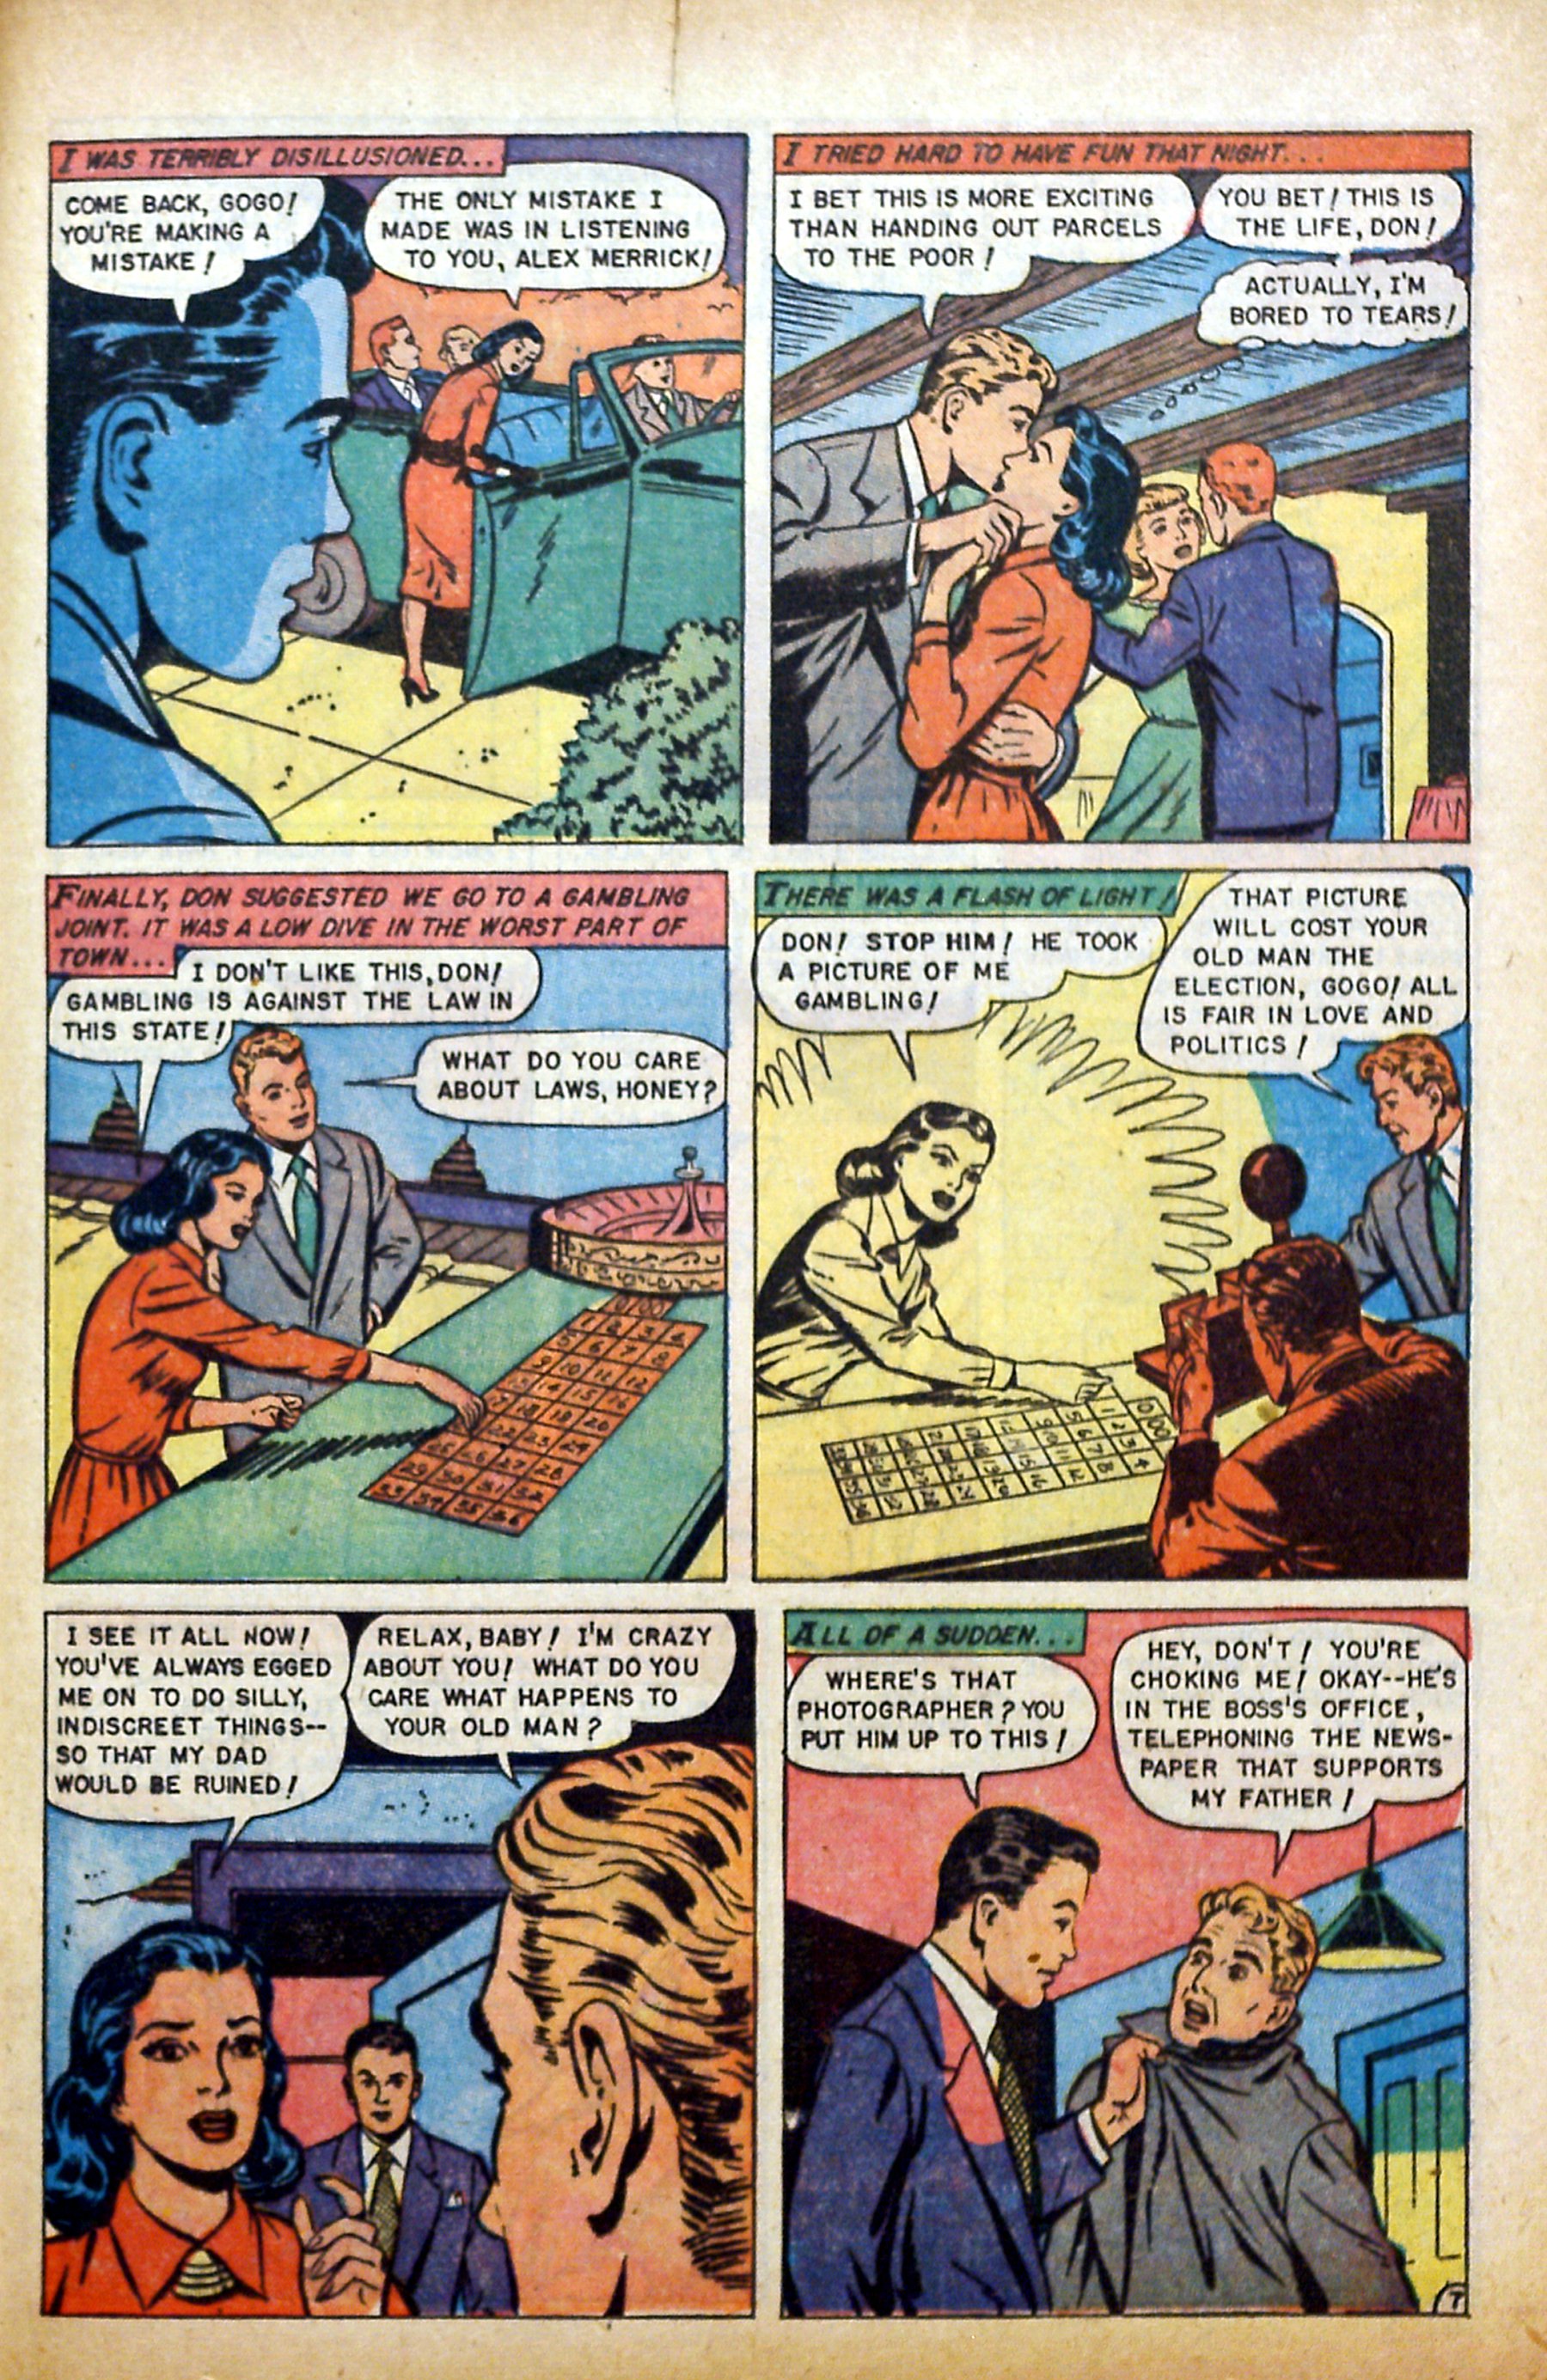 I WAS TERRIBLY DISILLUSIONED...
COME BACK, GOGO!
YOU'RE MAKING A
MISTAKE!
THE ONLY MISTAKE I
MADE WAS IN LISTENING
TO YOU, ALEX MERRICK!
I TRIED HARD TO HAVE FUN THAT NIGHT...
I BET THIS IS MORE EXCITING
THAN HANDING OUT PARCELS
TO THE POOR!
YOU BET! THIS IS
THE LIFE, DON!
ACTUALLY, I'M
BORED TO TEARS!
FINALLY, DON SUGGESTED WE GO TO A GAMBLING
JOINT. IT WAS A LOW DIVE IN THE WORST PART OF
TOWN...
I DON'T LIKE THIS, DON!
GAMBLING IS AGAINST THE LAW IN
THIS STATE!
WHAT DO YOU CARE
ABOUT LAWS, HONEY?
THERE WAS A FLASH OF LIGHT!
DON! STOP HIM! HE TOOK
A PICTURE OF ME
GAMBLING!
THAT PICTURE
WILL COST YOUR
OLD MAN THE
ELECTION, GOGO! ALL
IS FAIR IN LOVE AND
POLITICS!
I SEE IT ALL NOW!
YOU'VE ALWAYS EGGED
ME ON TO DO SILLY,
INDISCREET THINGS--
SO THAT MY DAD
WOULD BE RUINED!
RELAX, BABY! I'M CRAZY
ABOUT YOU! WHAT DO YOU
CARE WHAT HAPPENS TO
YOUR OLD MAN?
ALL OF A SUDDEN...
WHERE'S THAT
PHOTOGRAPHER? YOU
PUT HIM UP TO THIS!
HEY, DON'T! YOU'RE
CHOKING ME! OKAY--HE'S
IN THE BOSS'S OFFICE,
TELEPHONING THE NEWS-
PAPER THAT SUPPORTS
MY FATHER!
7